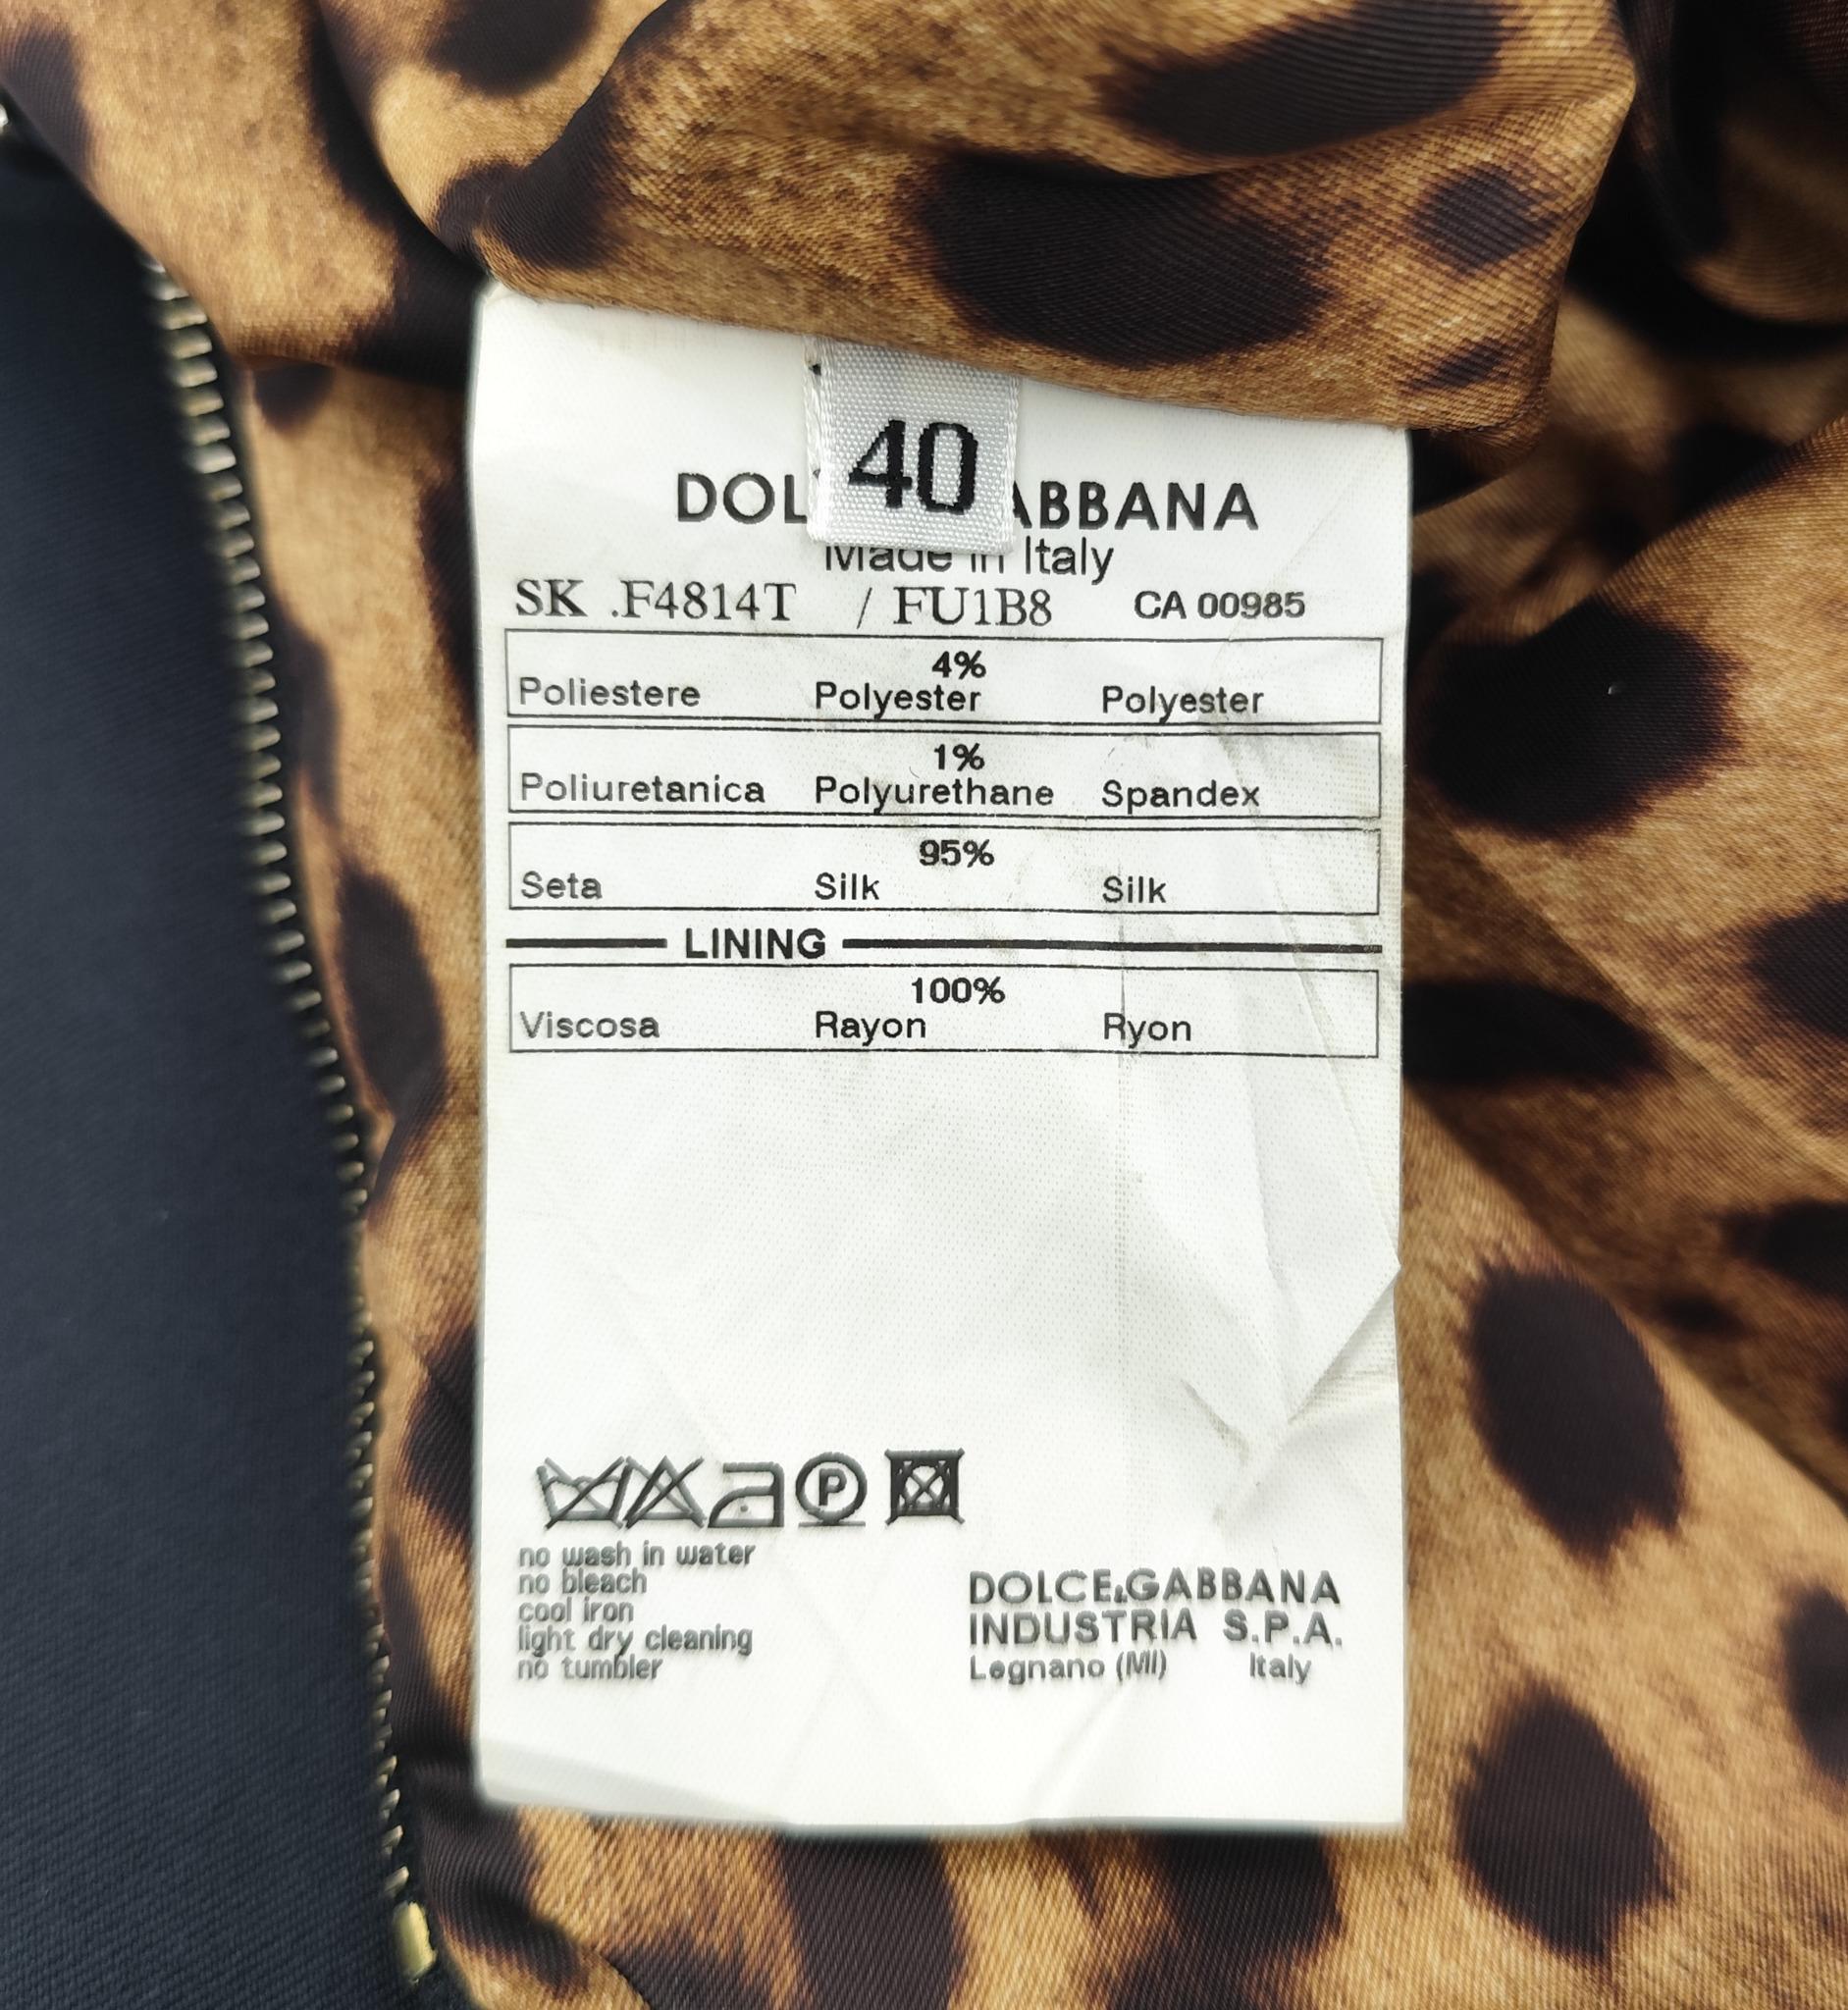 40
DOL ABBANA
Made in Italy
SK .F4814T / FU1B8 CA 00985
4%
Poliestere Polyester Polyester
1%
Poliuretanica Polyurethane Spandex
95%
Seta Silk Silk
LINING
100%
Viscosa Rayon Ryon
P
no wash in water
no bleach
cool iron
light dry cleaning
no tumbler
DOLCE&GABBANA
INDUSTRIA S.P.A.
Legnano (MI) Italy